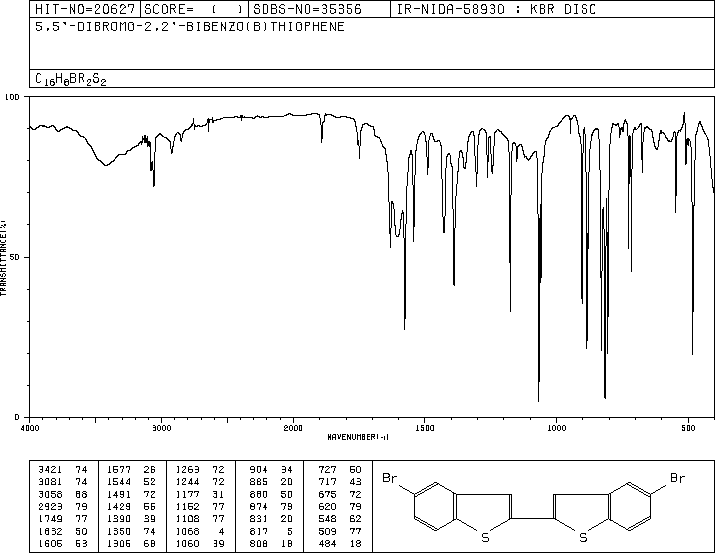 HIT-NO=20627 SCORE= ( ) SDBS-NO=35356 IR-NIDA-58930 : KBR DISC
5,5'-DIBROMO-2,2'-BIBENZO(B)THIOPHENE
C16H8BR2S2
100
50
0
TRANSMITTANCE(%)
4000 3000 2000 1500 1000 500
WAVENUMBER(-1)
3421 74 1577 26 1263 72 904 34 727 50
3081 74 1544 52 1244 72 885 20 717 43
3058 68 1491 72 1177 31 880 50 675 72
2923 79 1429 55 1152 77 874 79 620 79
1749 77 1390 39 1108 77 831 20 548 62
1632 50 1350 74 1068 4 817 5 509 77
1605 53 1305 68 1060 39 808 18 484 18
Br Br
S S